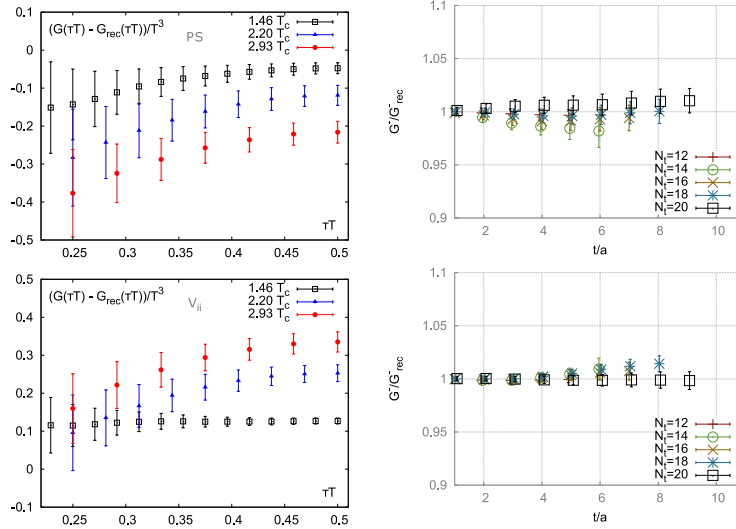 (G(τT) - G_rec(τT))/T^3
PS
1.46 T_c
2.20 T_c
2.93 T_c
0.1
0
-0.1
-0.2
-0.3
-0.4
-0.5
0.25
0.3
0.35
0.4
0.45
0.5
τT
1.1
1.05
1
0.95
0.9
G^-/G^-_rec
N_t=12
N_t=14
N_t=16
N_t=18
N_t=20
2
4
6
8
10
t/a
(G(τT) - G_rec(τT))/T^3
V_ii
1.46 T_c
2.20 T_c
2.93 T_c
0.5
0.4
0.3
0.2
0.1
0
-0.1
0.25
0.3
0.35
0.4
0.45
0.5
τT
1.1
1.05
1
0.95
0.9
G^-/G^-_rec
N_t=12
N_t=14
N_t=16
N_t=18
N_t=20
2
4
6
8
10
t/a